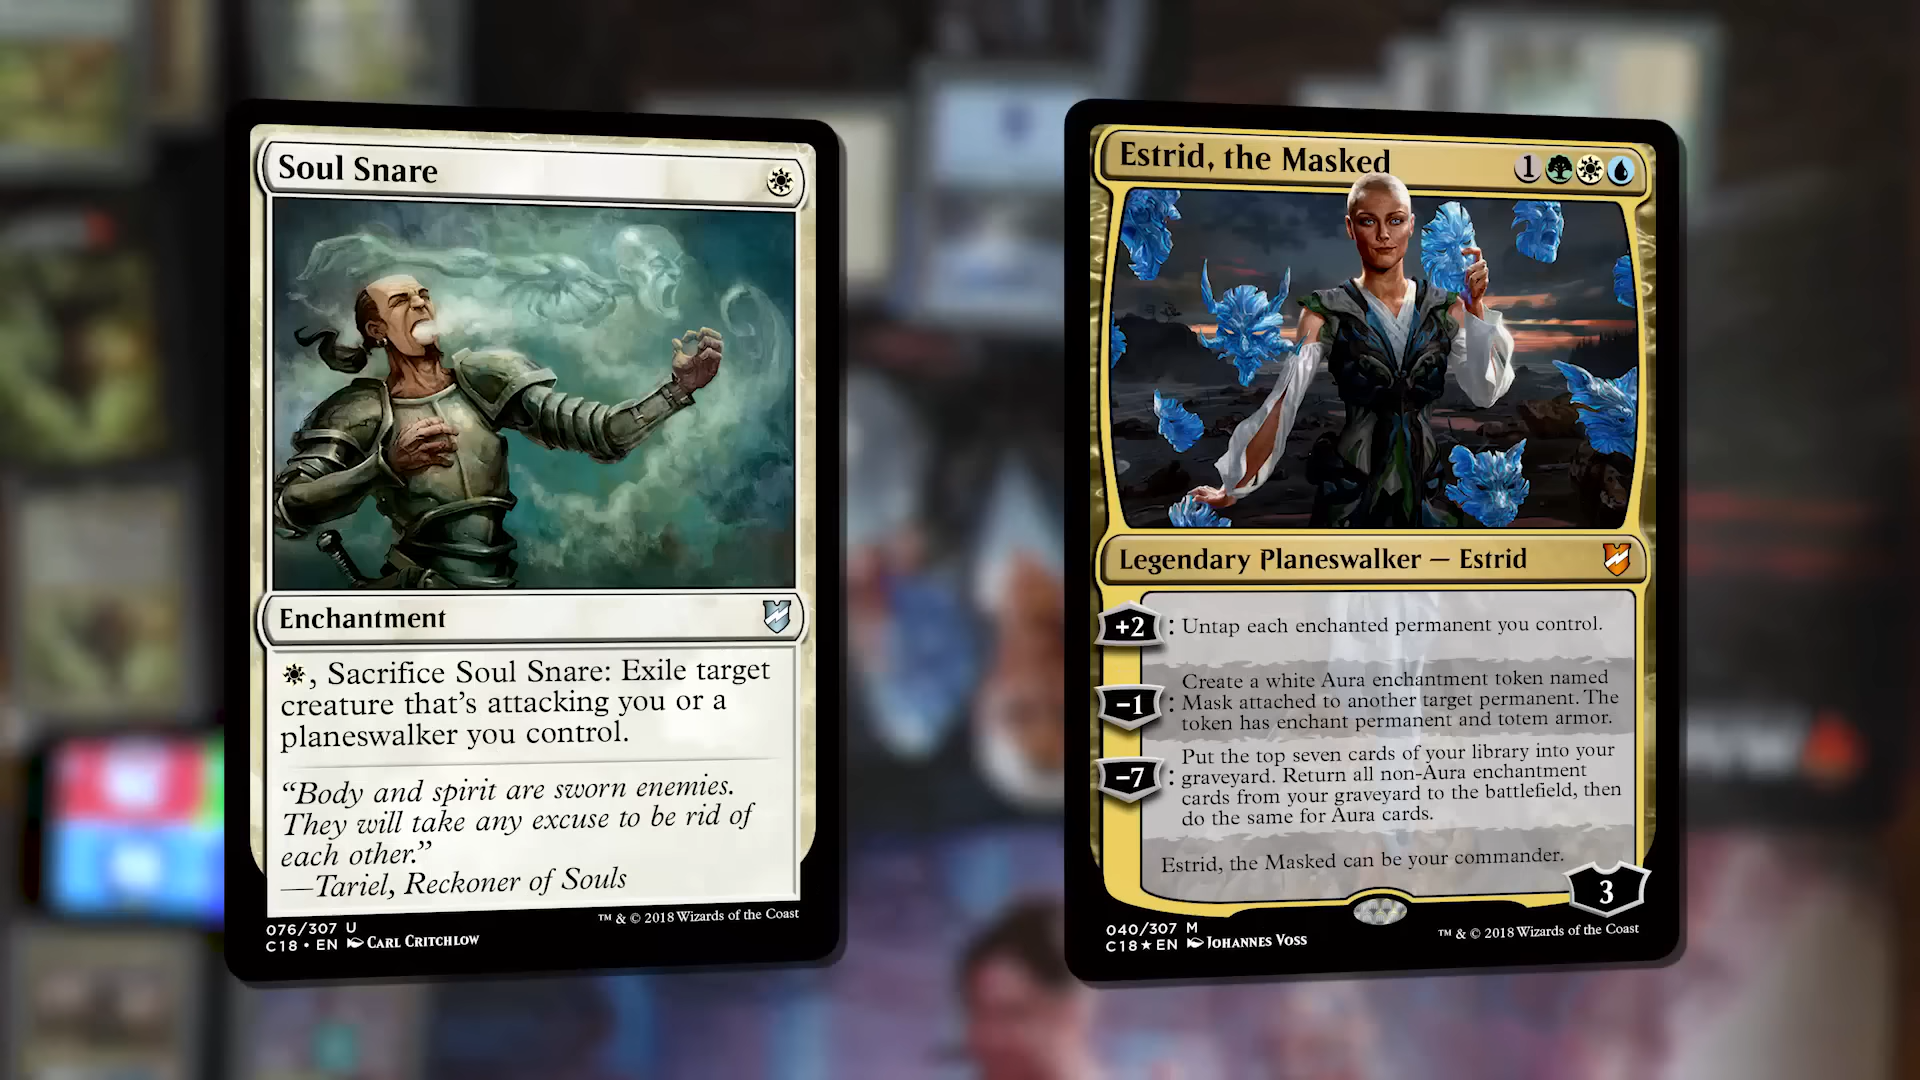 Soul Snare
Enchantment
, Sacrifice Soul Snare: Exile target
creature that's attacking you or a
planeswalker you control.
“Body and spirit are sworn enemies.
They will take any excuse to be rid of
each other.”
—Tariel, Reckoner of Souls
076/307 U
C18 • EN Carl Critchlow
™ & © 2018 Wizards of the Coast
Estrid, the Masked
1
Legendary Planeswalker — Estrid
+2 : Untap each enchanted permanent you control.
Create a white Aura enchantment token named
−1 : Mask attached to another target permanent. The
token has enchant permanent and totem armor.
Put the top seven cards of your library into your
−7 : graveyard. Return all non-Aura enchantment
cards from your graveyard to the battlefield, then
do the same for Aura cards.
Estrid, the Masked can be your commander.
3
040/307 M
C18 ★ EN Johannes Voss
™ & © 2018 Wizards of the Coast